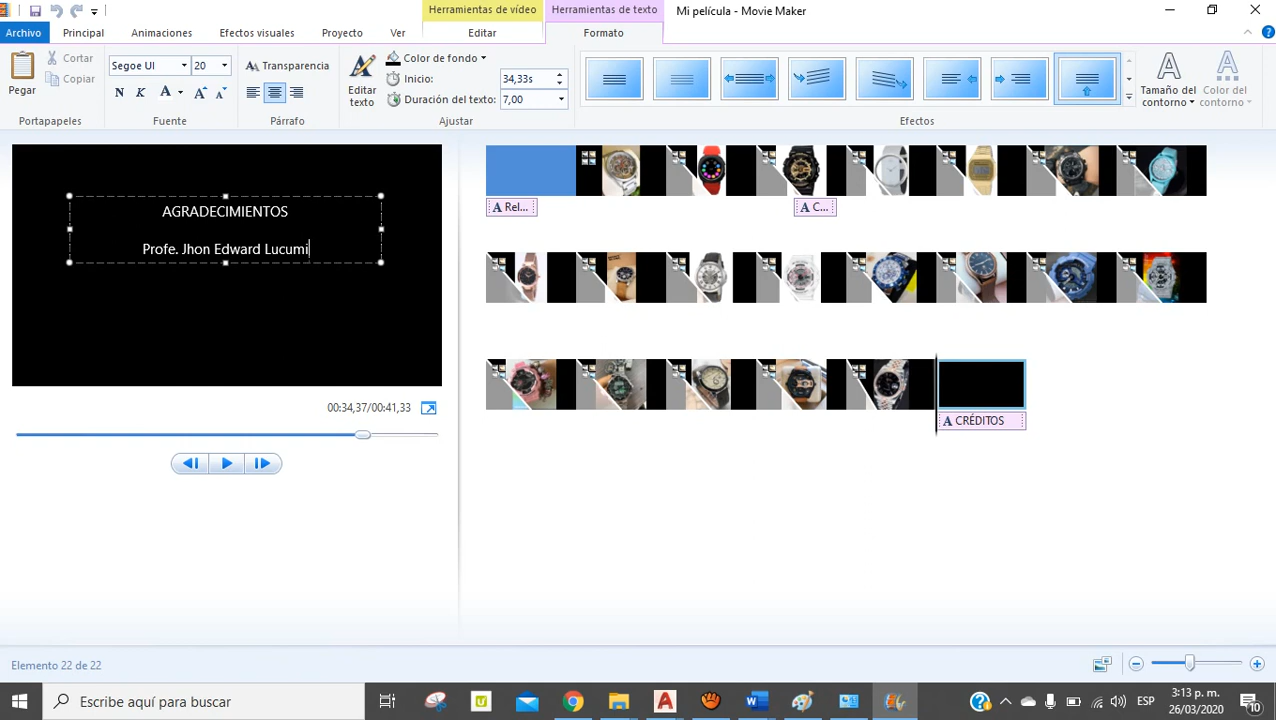 Herramientas de vídeo
Herramientas de texto
Mi película - Movie Maker
Archivo
Principal
Animaciones
Efectos visuales
Proyecto
Ver
Editar
Formato
Pegar
Cortar
Copiar
Portapapeles
Segoe UI
20
Transparencia
N
K
A
A
A
Fuente
Párrafo
Editar texto
Color de fondo
Inicio:
34,33s
Duración del texto:
7,00
Ajustar
Efectos
Tamaño del contorno
Color del contorno
AGRADECIMIENTOS
Profe. Jhon Edward Lucumi
00:34,37/00:41,33
A Rel...
A C...
A CRÉDITOS
Elemento 22 de 22
Escribe aquí para buscar
ESP
3:13 p. m.
26/03/2020
10